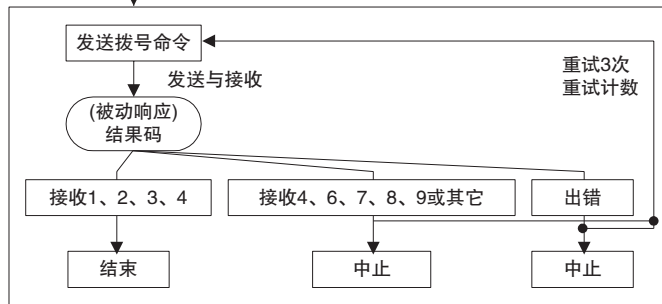 发送拨号命令
发送与接收
重试3次
重试计数
(被动响应)
结果码
接收1、2、3、4
接收4、6、7、8、9或其它
出错
结束
中止
中止